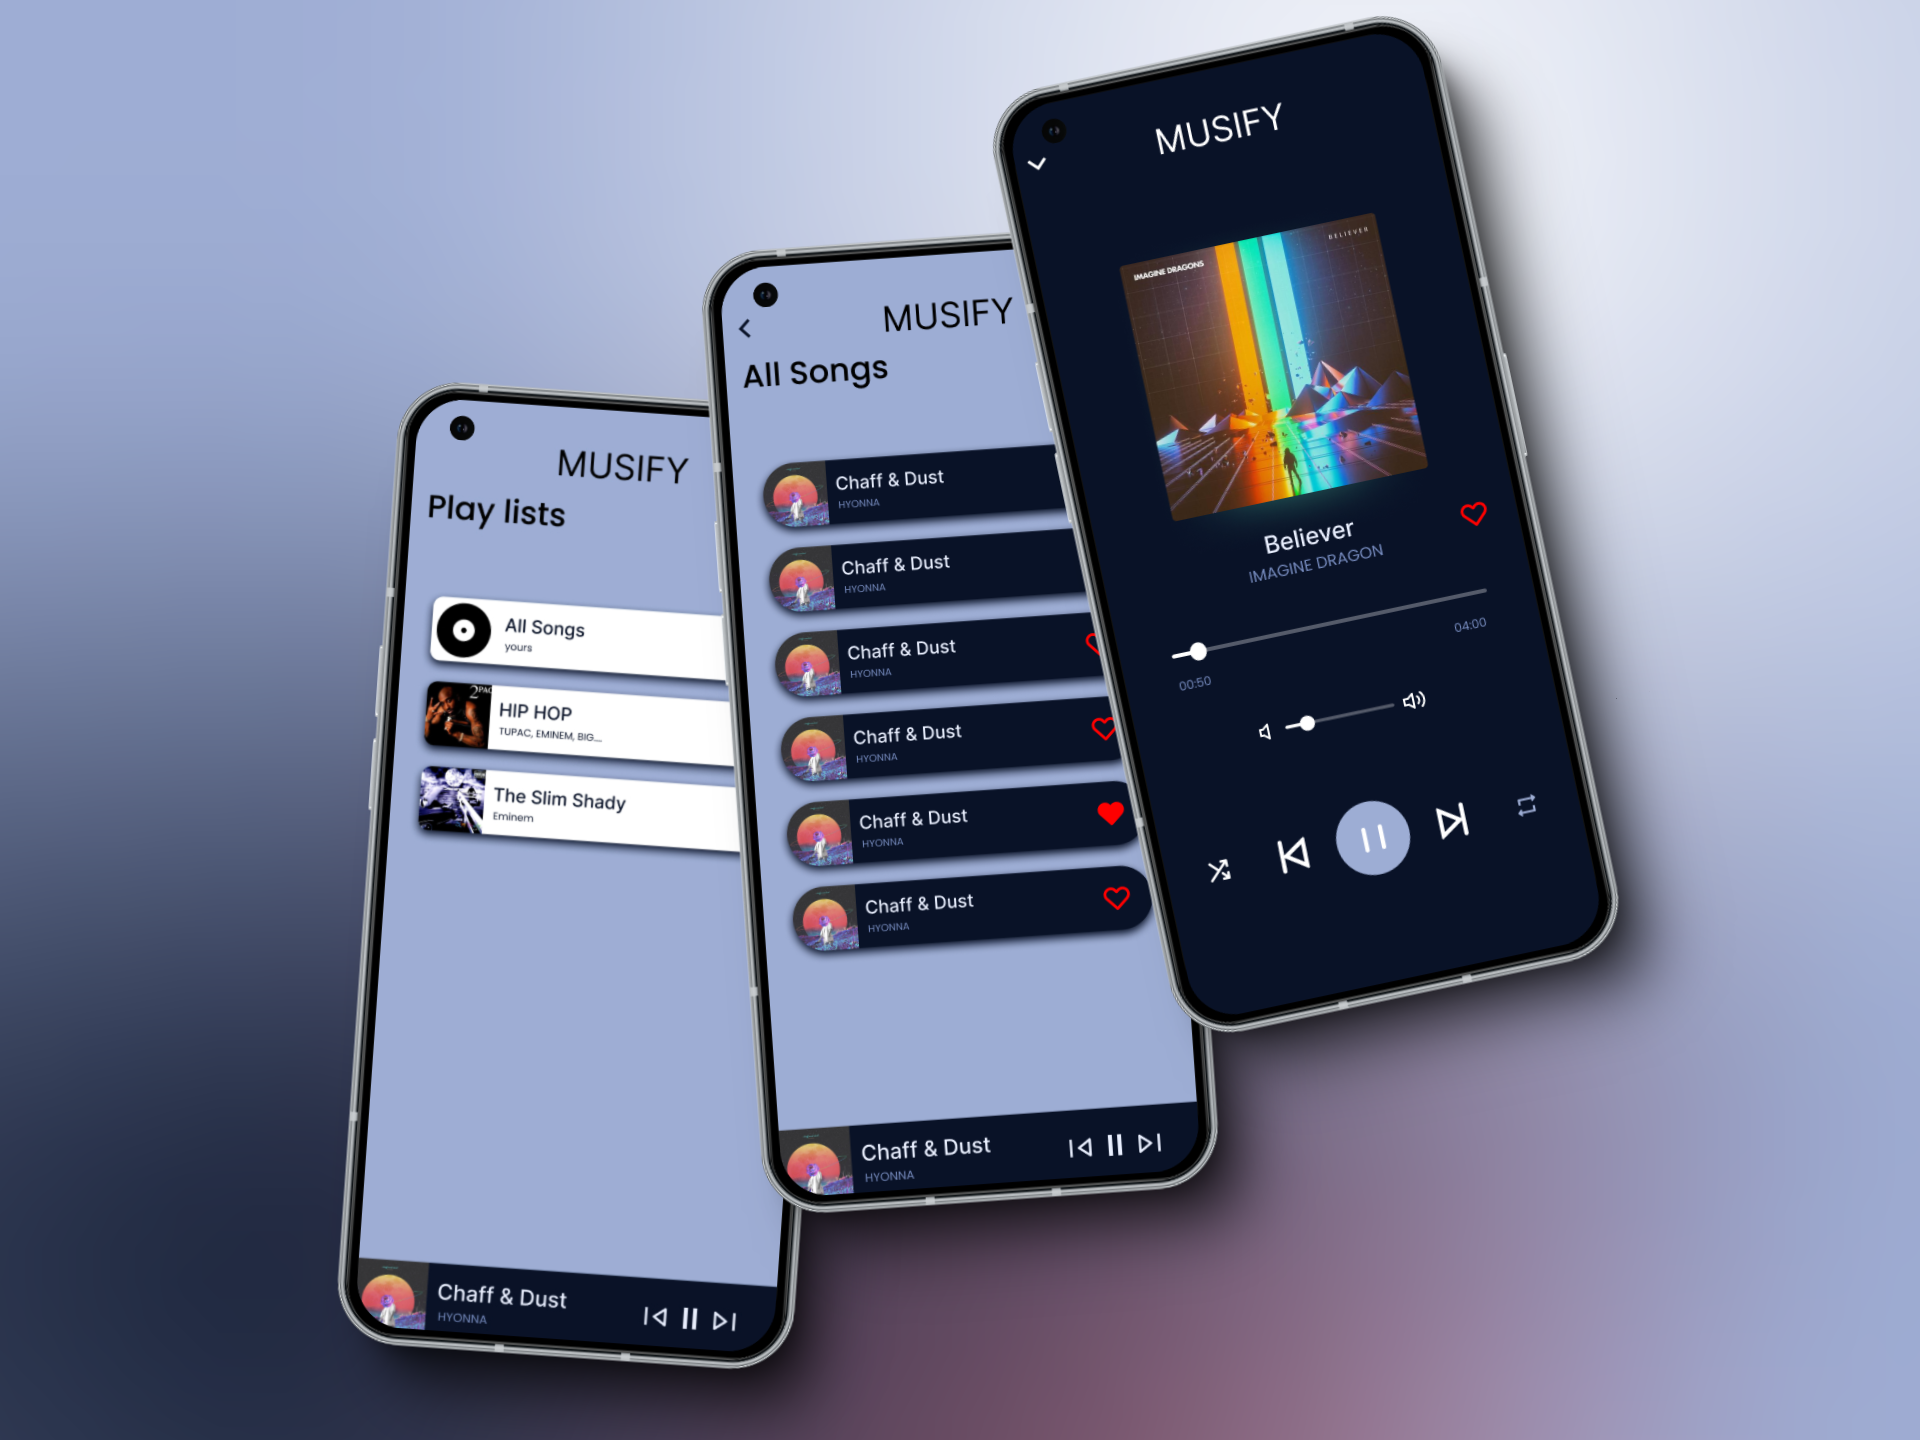 MUSIFY
Play lists
All Songs
yours
2PAC
HIP HOP
TUPAC, EMINEM, BIG...
The Slim Shady
Eminem
Chaff & Dust
HYONNA
MUSIFY
All Songs
Chaff & Dust
HYONNA
Chaff & Dust
HYONNA
Chaff & Dust
HYONNA
Chaff & Dust
HYONNA
Chaff & Dust
HYONNA
Chaff & Dust
HYONNA
Chaff & Dust
HYONNA
MUSIFY
IMAGINE DRAGONS
BELIEVER
Believer
IMAGINE DRAGON
00:50
04:00